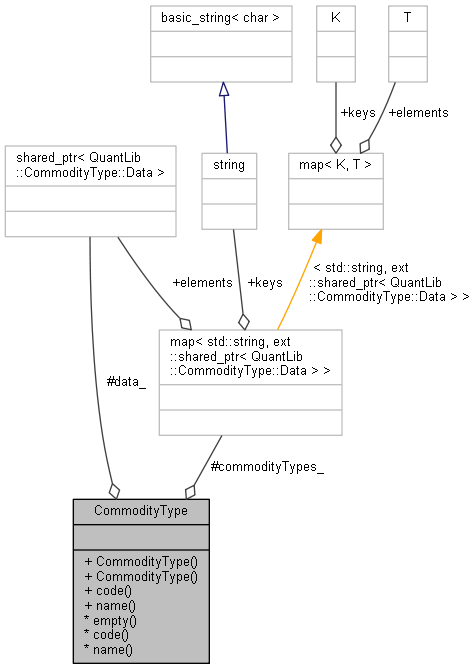 basic_string< char >
K
T
+keys
+elements
shared_ptr< QuantLib
::CommodityType::Data >
string
map< K, T >
+elements
+keys
< std::string, ext
::shared_ptr< QuantLib
::CommodityType::Data > >
map< std::string, ext
::shared_ptr< QuantLib
::CommodityType::Data > >
#data_
#commodityTypes_
CommodityType
+ CommodityType()
+ CommodityType()
+ code()
+ name()
* empty()
* code()
* name()